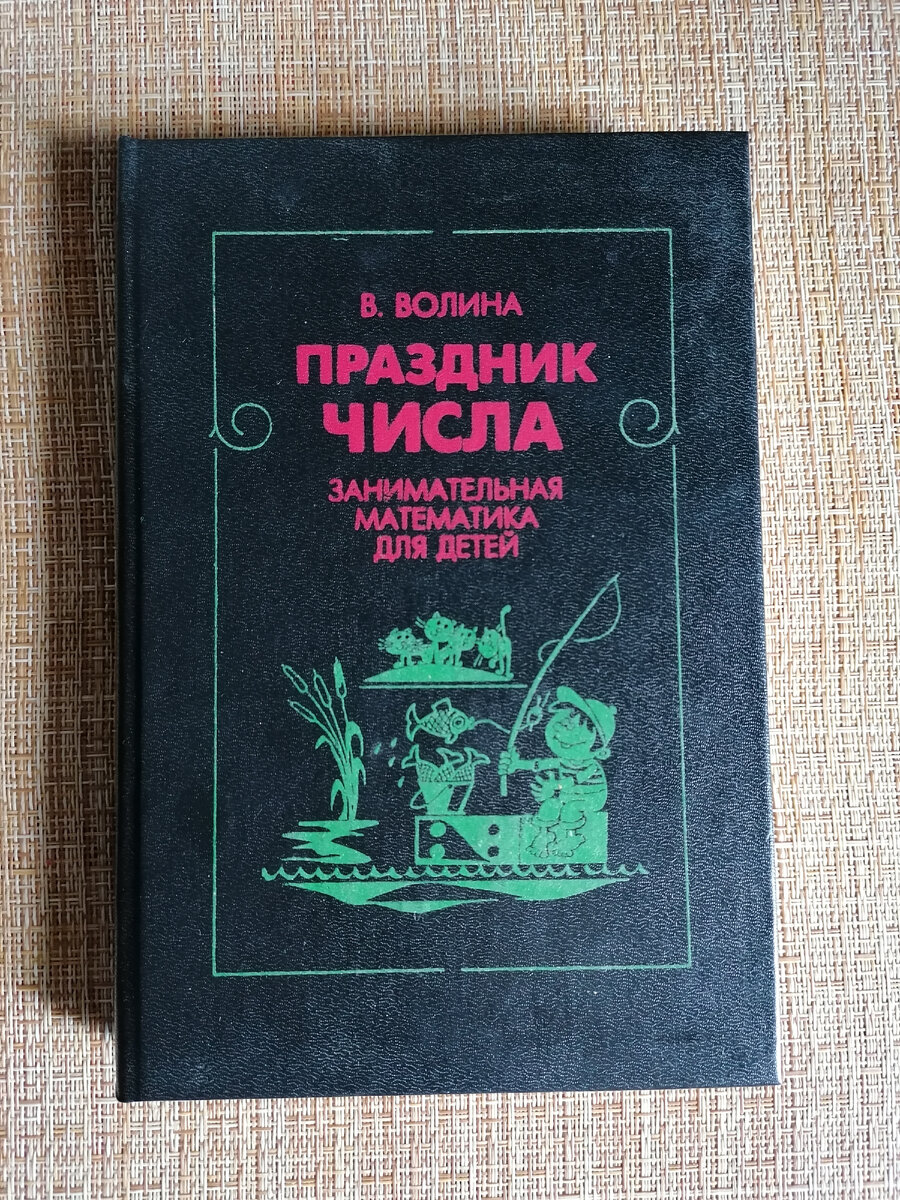 В. ВОЛИНА
ПРАЗДНИК
ЧИСЛА
ЗАНИМАТЕЛЬНАЯ
МАТЕМАТИКА
ДЛЯ ДЕТЕЙ